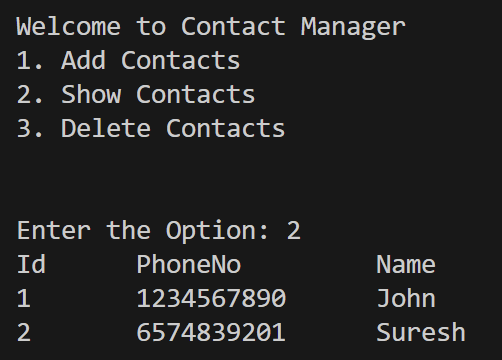 Welcome to Contact Manager
1. Add Contacts
2. Show Contacts
3. Delete Contacts
Enter the Option: 2
Id PhoneNo Name
1 1234567890 John
2 6574839201 Suresh